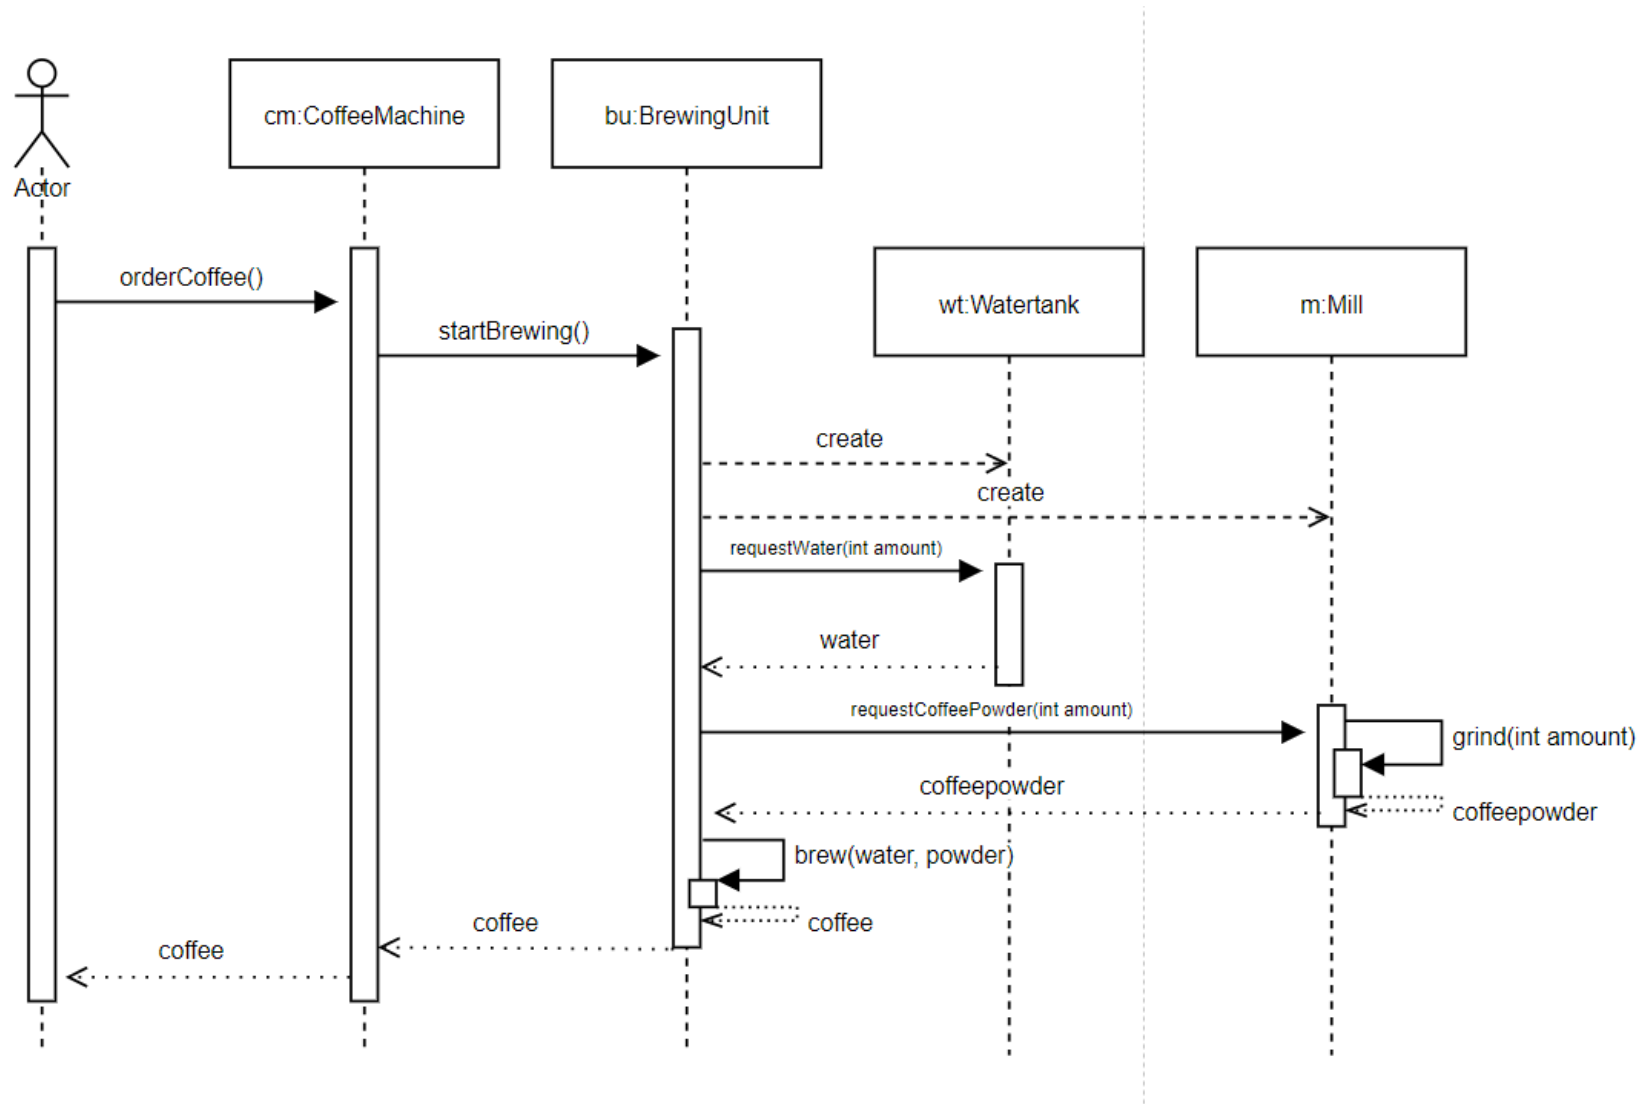 cm:CoffeeMachine
bu:BrewingUnit
Actor
orderCoffee()
wt:Watertank
m:Mill
startBrewing()
create
create
requestWater(int amount)
water
requestCoffeePowder(int amount)
grind(int amount)
coffeepowder
coffeepowder
brew(water, powder)
coffee
coffee
coffee